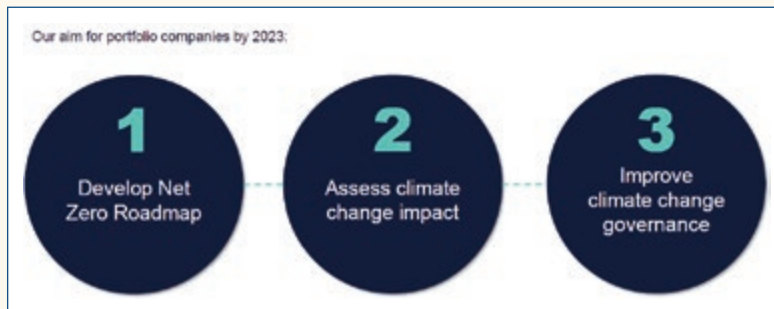 Our aim for portfolio companies by 2023:
1
Develop Net
Zero Roadmap
2
Assess climate
change impact
3
Improve
climate change
governance